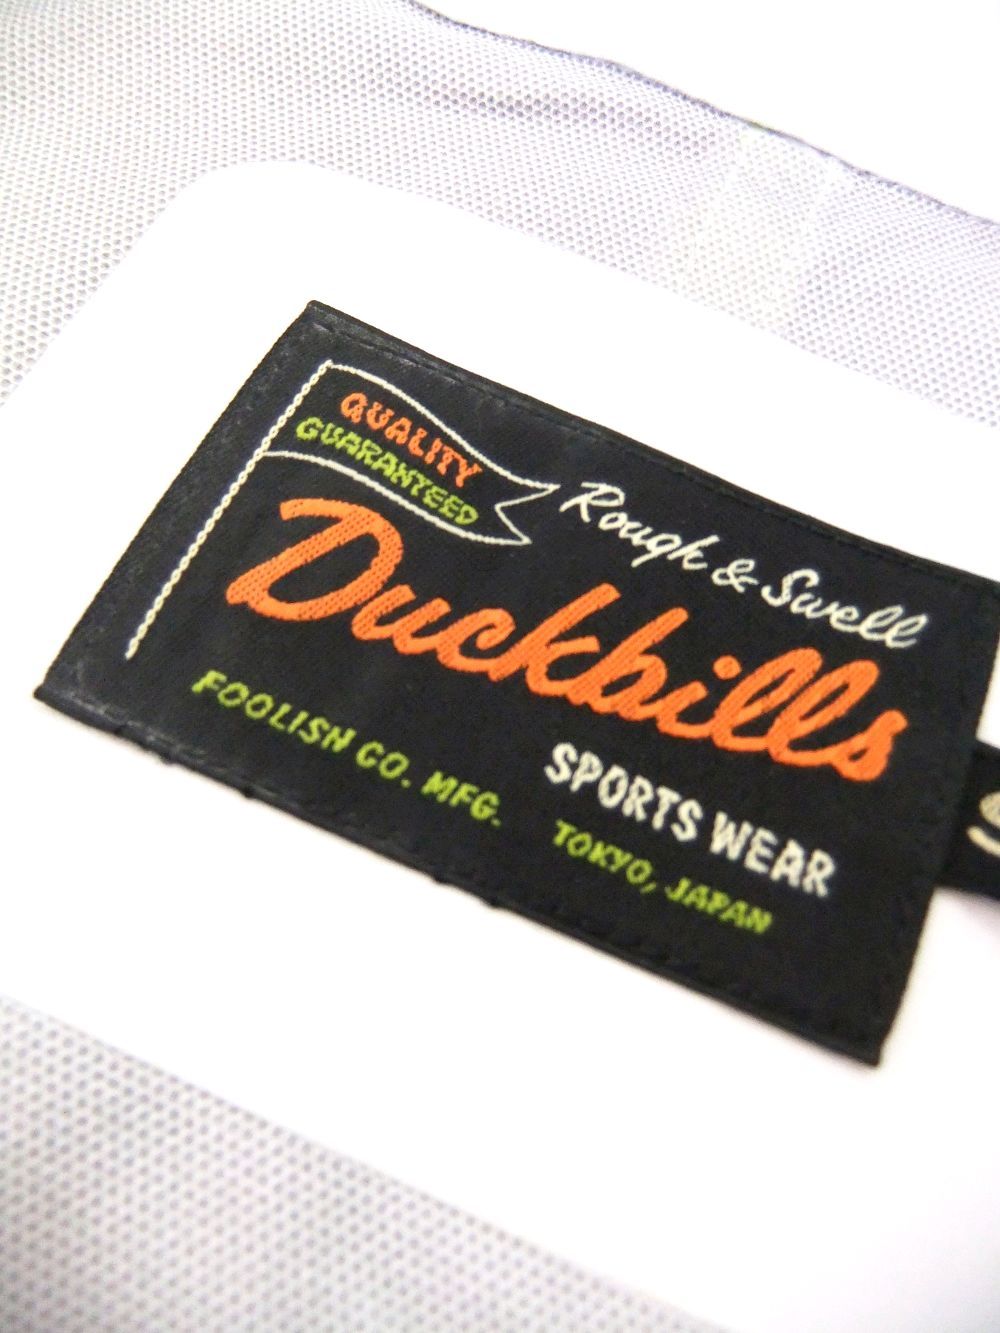 QUALITY
GUARANTEED
Rough & Swell
Duckbills
SPORTS WEAR
FOOLISH CO. MFG.
TOKYO, JAPAN